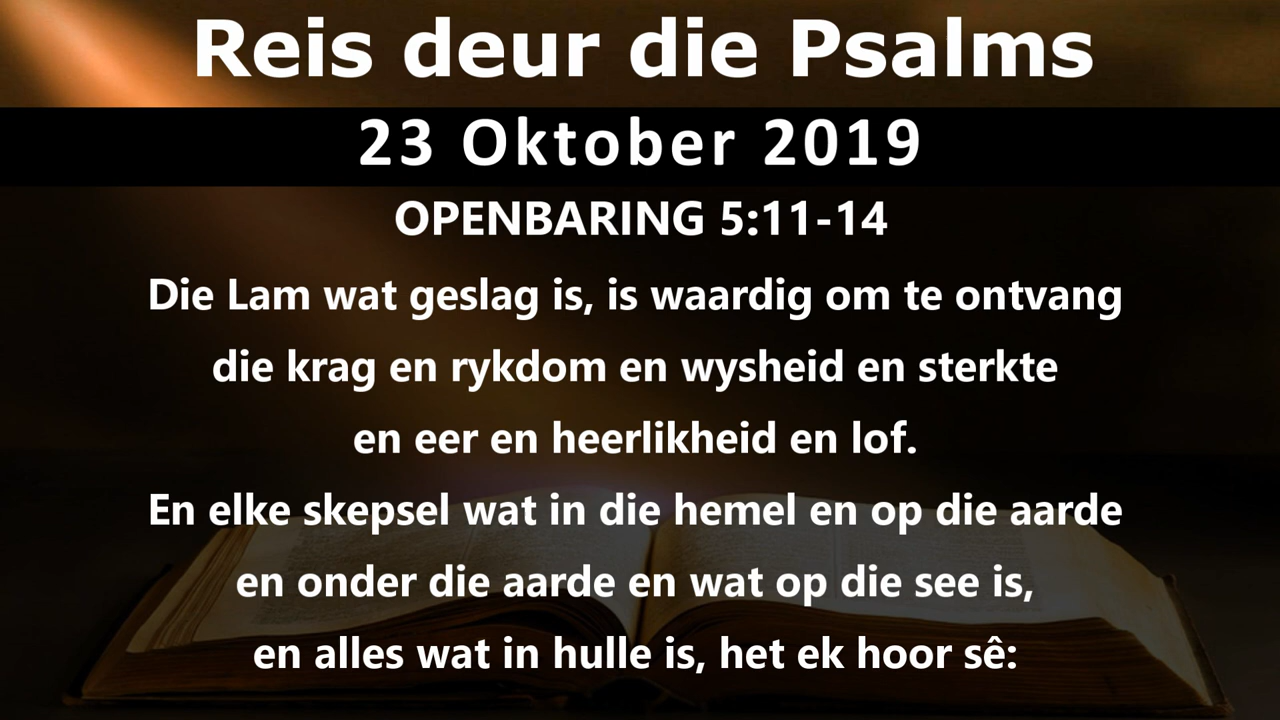 Reis deur die Psalms
23 Oktober 2019
OPENBARING 5:11-14
Die Lam wat geslag is, is waardig om te ontvang
die krag en rykdom en wysheid en sterkte
en eer en heerlikheid en lof.
En elke skepsel wat in die hemel en op die aarde
en onder die aarde en wat op die see is,
en alles wat in hulle is, het ek hoor sê: